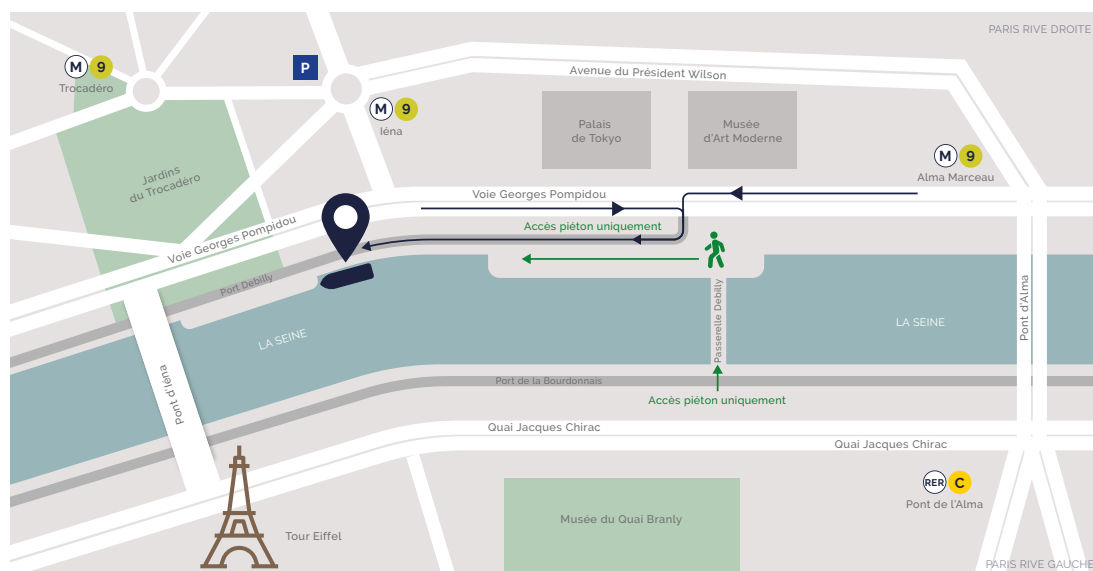 PARIS RIVE DROITE
M 9
Trocadéro
P
Avenue du Président Wilson
M 9
Iéna
Palais
de Tokyo
Musée
d'Art Moderne
M 9
Alma Marceau
Jardins
du Trocadéro
Voie Georges Pompidou
Voie Georges Pompidou
Accès piéton uniquement
Port Debilly
LA SEINE
Passerelle Debilly
LA SEINE
Pont d'Alma
Pont d'Iéna
Port de la Bourdonnais
Accès piéton uniquement
Quai Jacques Chirac
Quai Jacques Chirac
RER C
Pont de l'Alma
Musée du Quai Branly
Tour Eiffel
PARIS RIVE GAUCHE